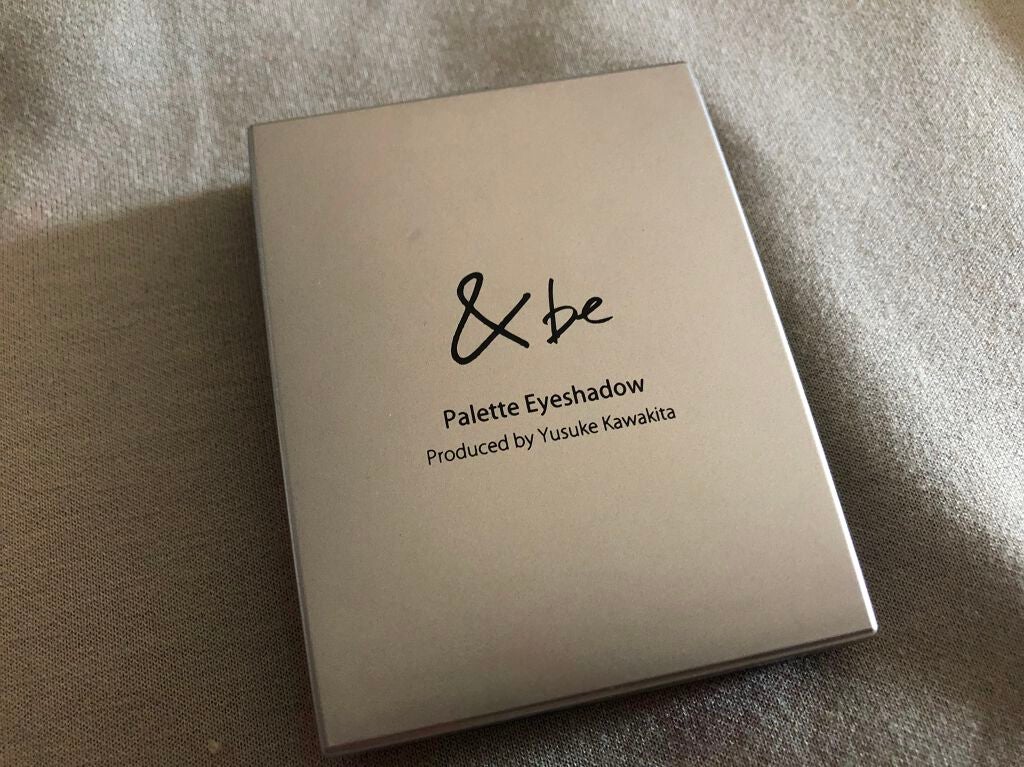 & be
Palette Eyeshadow
Produced by Yusuke Kawakita